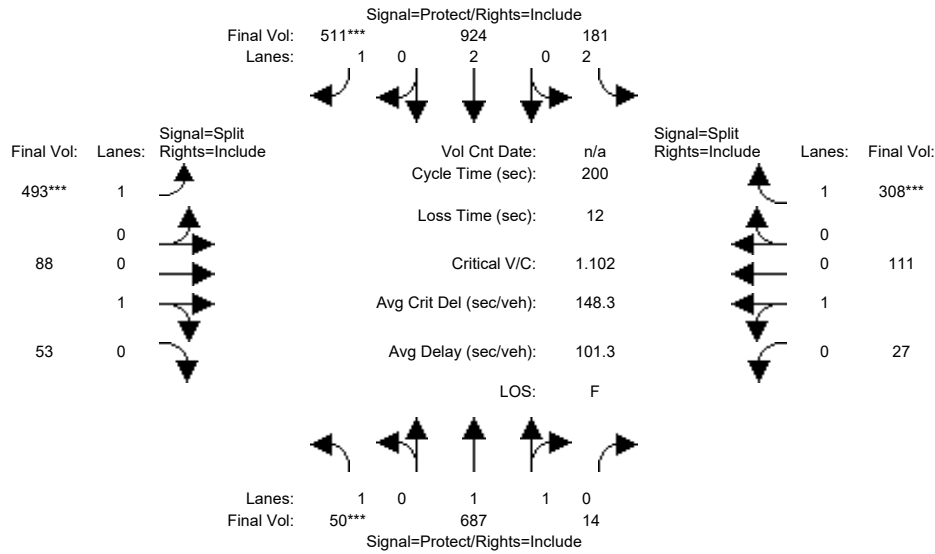 Signal=Protect/Rights=Include
Final Vol: 511*** 924 181
Lanes: 1 0 2 0 2
Signal=Split
Final Vol: Lanes: Rights=Include
Vol Cnt Date: n/a
Signal=Split
Rights=Include Lanes: Final Vol:
Cycle Time (sec): 200
493*** 1
1 308***
Loss Time (sec): 12
0
0
88 0
Critical V/C: 1.102
0 111
1
Avg Crit Del (sec/veh): 148.3
1
53 0
Avg Delay (sec/veh): 101.3
0 27
LOS: F
Lanes: 1 0 1 1 0
Final Vol: 50*** 687 14
Signal=Protect/Rights=Include